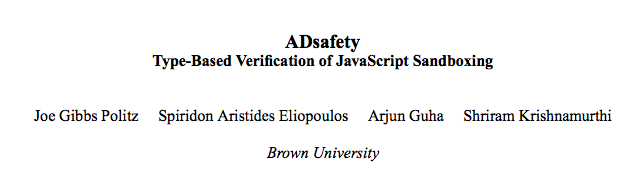 ADsafety
Type-Based Verification of JavaScript Sandboxing
Joe Gibbs Politz Spiridon Aristides Eliopoulos Arjun Guha Shriram Krishnamurthi
Brown University